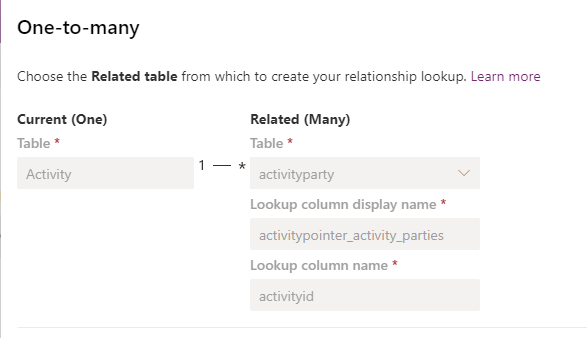 One-to-many
Choose the Related table from which to create your relationship lookup. Learn more
Current (One)
Related (Many)
Table *
Table *
Activity
1 — *
activityparty
Lookup column display name *
activitypointer_activity_parties
Lookup column name *
activityid